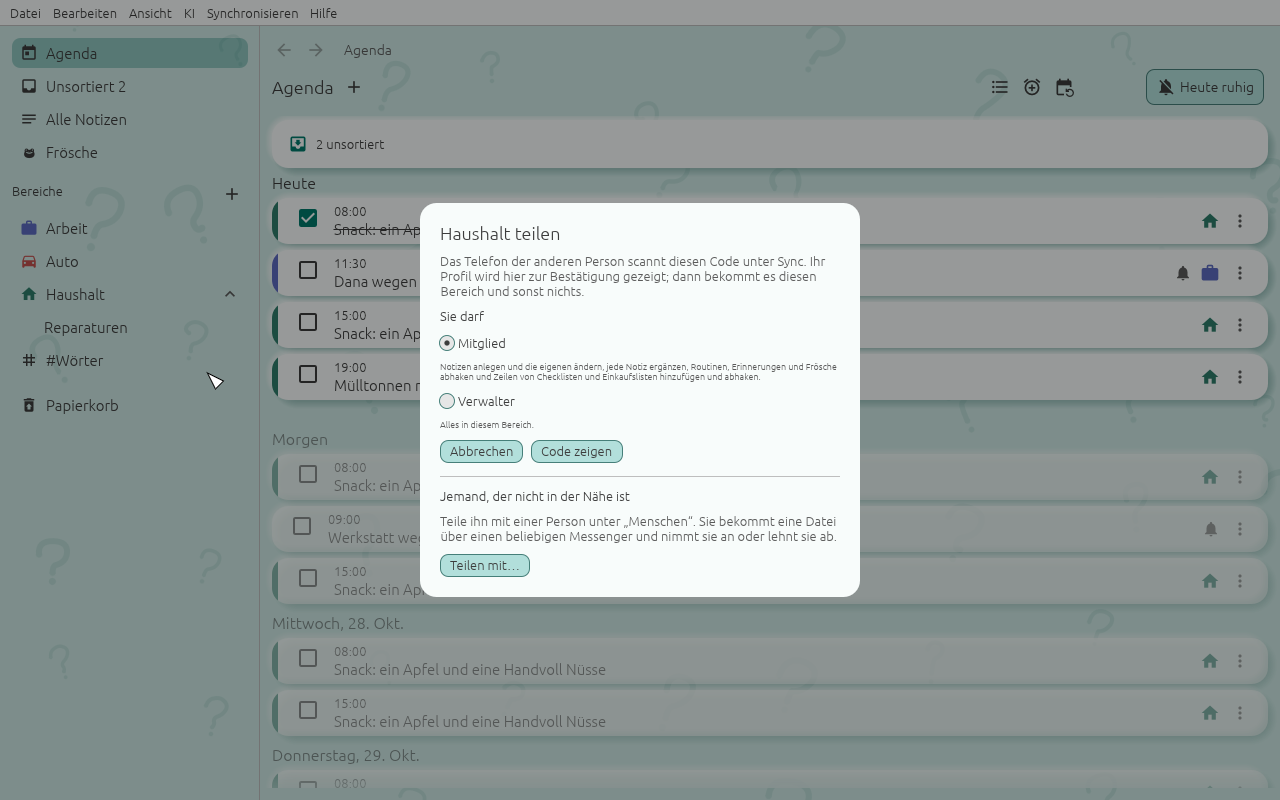 Datei Bearbeiten Ansicht KI Synchronisieren Hilfe
Agenda
Unsortiert 2
Alle Notizen
Frösche
Bereiche
Arbeit
Auto
Haushalt
Reparaturen
#Wörter
Papierkorb
Agenda
Agenda
Heute ruhig
2 unsortiert
Heute
08:00
Snack: ein Ap
11:30
Dana wegen
15:00
Snack: ein Ap
19:00
Mülltonnen
Morgen
08:00
Snack: ein Ap
09:00
Werkstatt weg
15:00
Snack: ein Apf
Mittwoch, 28. Okt.
08:00
Snack: ein Apfel und eine Handvoll Nüsse
15:00
Snack: ein Apfel und eine Handvoll Nüsse
Donnerstag, 29. Okt.
08:00
Haushalt teilen
Das Telefon der anderen Person scannt diesen Code unter Sync. Ihr
Profil wird hier zur Bestätigung gezeigt; dann bekommt es diesen
Bereich und sonst nichts.
Sie darf
Mitglied
Notizen anlegen und die eigenen ändern, jede Notiz ergänzen, Routinen, Erinnerungen und Frösche
abhaken und Zeilen von Checklisten und Einkaufslisten hinzufügen und abhaken.
Verwalter
Alles in diesem Bereich.
Abbrechen Code zeigen
Jemand, der nicht in der Nähe ist
Teile ihn mit einer Person unter „Menschen“. Sie bekommt eine Datei
über einen beliebigen Messenger und nimmt sie an oder lehnt sie ab.
Teilen mit…